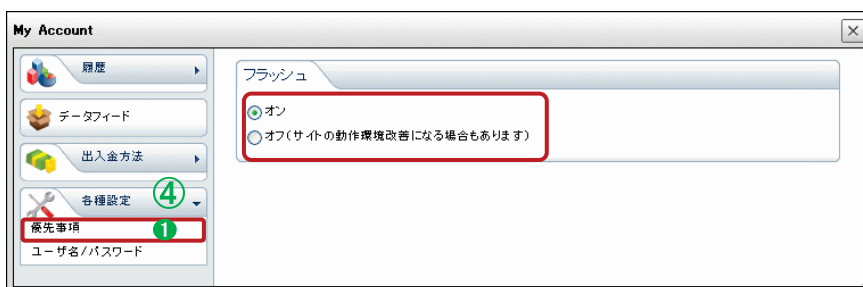 My Account
履歴
データフィード
出入金方法
各種設定 ④
優先事項 ❶
ユーザ名/パスワード
フラッシュ
オン
オフ(サイトの動作環境改善になる場合もあります)